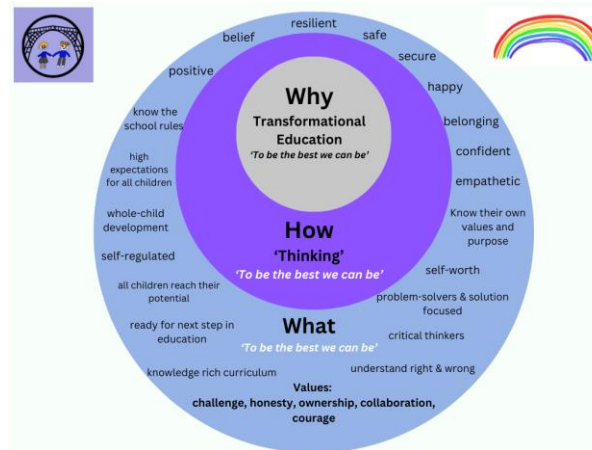 resilient
belief
safe
positive
secure
happy
know the
school rules
belonging
high
expectations
for all children
confident
empathetic
whole-child
development
Know their own
values and
purpose
self-regulated
self-worth
all children reach their
potential
problem-solvers & solution
focused
ready for next step in
education
critical thinkers
knowledge rich curriculum
understand right & wrong
Why
Transformational
Education
'To be the best we can be'
How
'Thinking'
'To be the best we can be'
What
'To be the best we can be'
Values:
challenge, honesty, ownership, collaboration,
courage